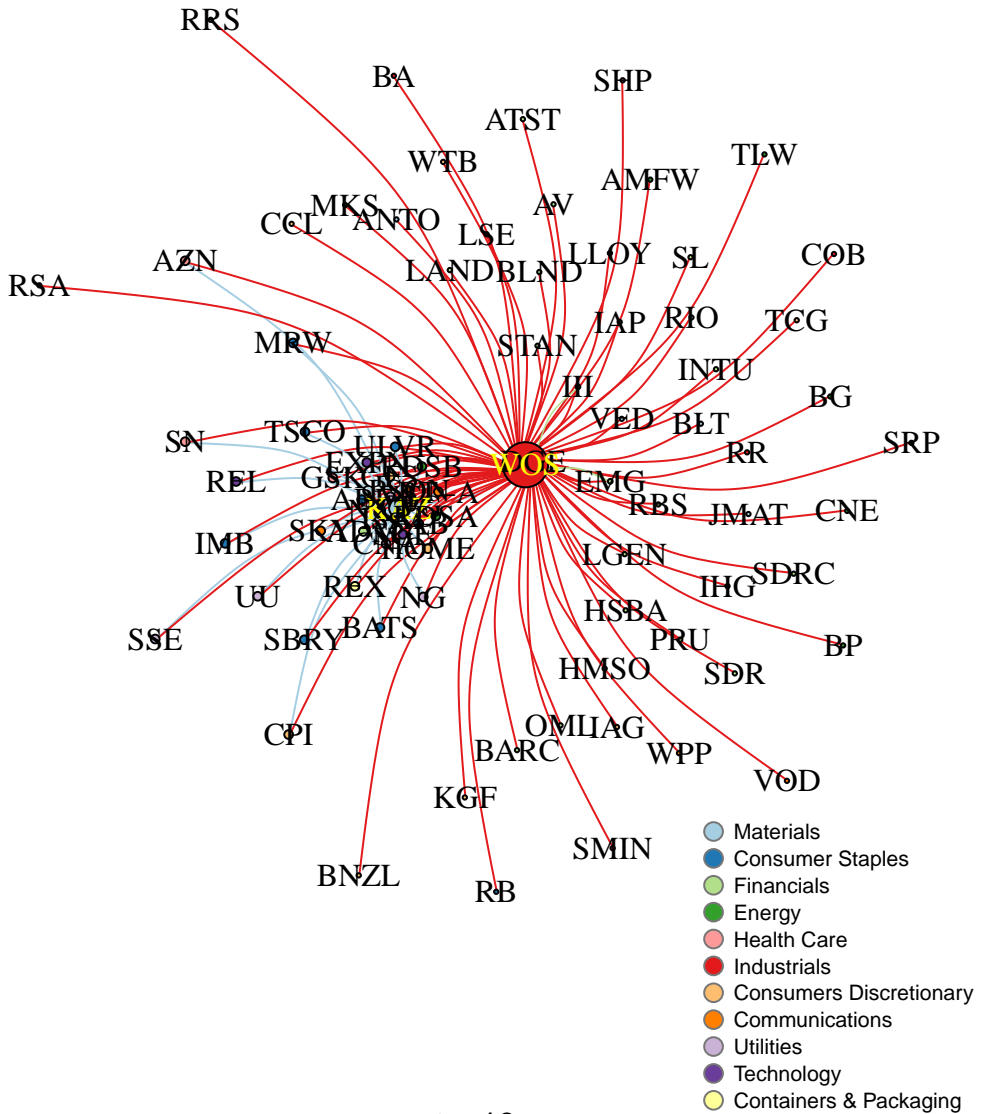 RRS
BA
SHP
ATST
WTB
TLW
AMFW
MKS
ANTO
AV
CCL
LSE
AZN
LAND
BLND
LLOY
SL
COB
RSA
IAP
RIO
TCG
MRW
STAN
INTU
III
BG
VED
BLT
TSCO
SN
ULVR
SRP
RR
WOS
REL
GSK
EMG
RBS
JMAT
CNE
IMB
HOME
LGEN
SDRC
REX
IHG
UU
NG
HSBA
SSE
SBRY
BATS
PRU
BP
HMSO
SDR
CPI
OML
IAG
BARC
WPP
VOD
KGF
SMIN
BNZL
RB
Materials
Consumer Staples
Financials
Energy
Health Care
Industrials
Consumers Discretionary
Communications
Utilities
Technology
Containers & Packaging